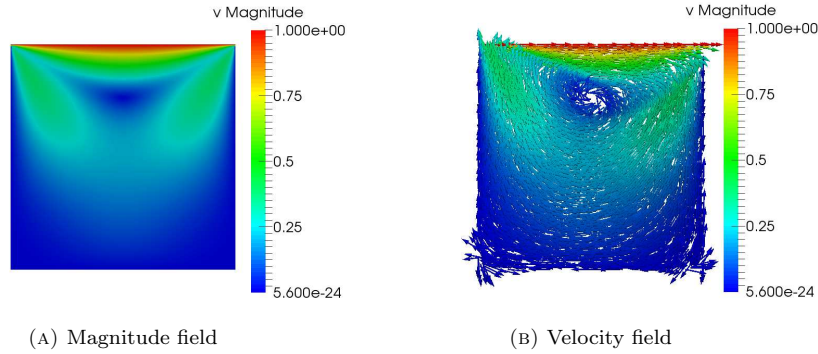 v Magnitude
1.000e+00
0.75
0.5
0.25
5.600e-24
(A) Magnitude field
v Magnitude
1.000e+00
0.75
0.5
0.25
5.600e-24
(B) Velocity field